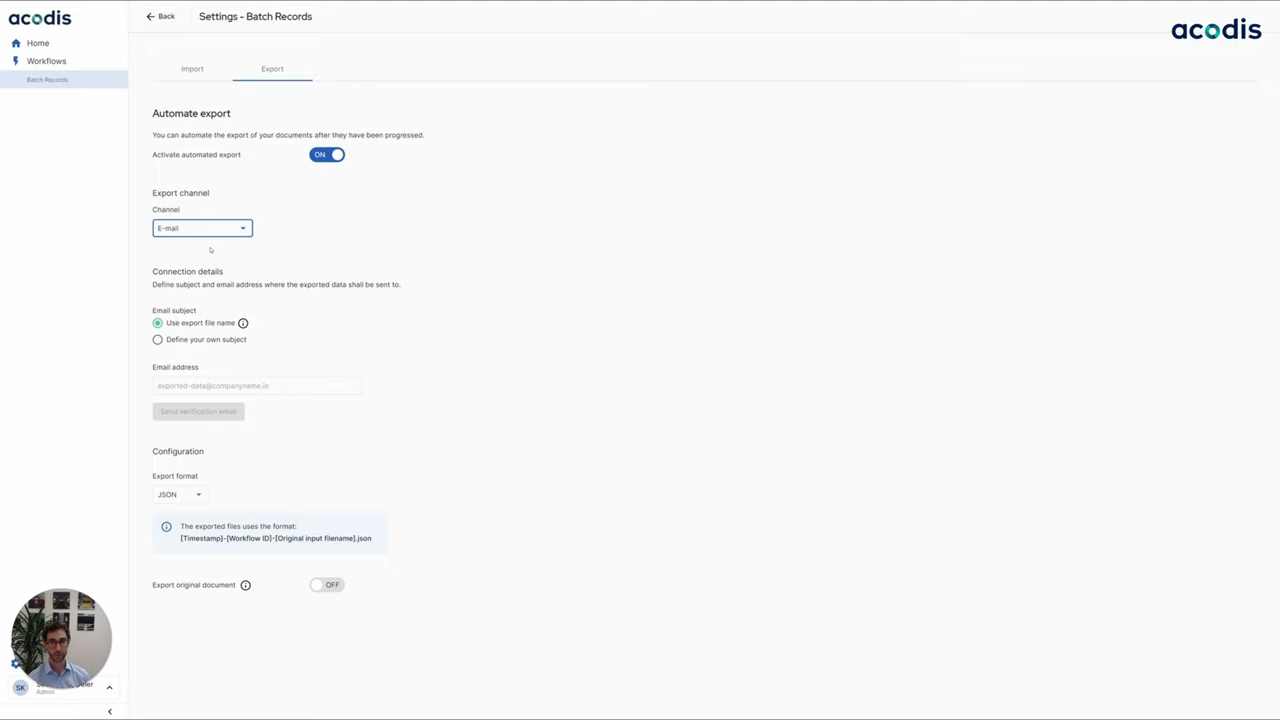 acodis
Home
Workflows
Batch Records
Back
Settings - Batch Records
acodis
Import
Export
Automate export
You can automate the export of your documents after they have been progressed.
Activate automated export
ON
Export channel
Channel
E-mail
Connection details
Define subject and email address where the exported data shall be sent to.
Email subject
Use export file name
Define your own subject
Email address
exported-data@companyname.io
Send verification email
Configuration
Export format
JSON
The exported files uses the format:
[Timestamp]-[Workflow ID]-[Original input filename].json
Export original document
OFF
SK
Admin